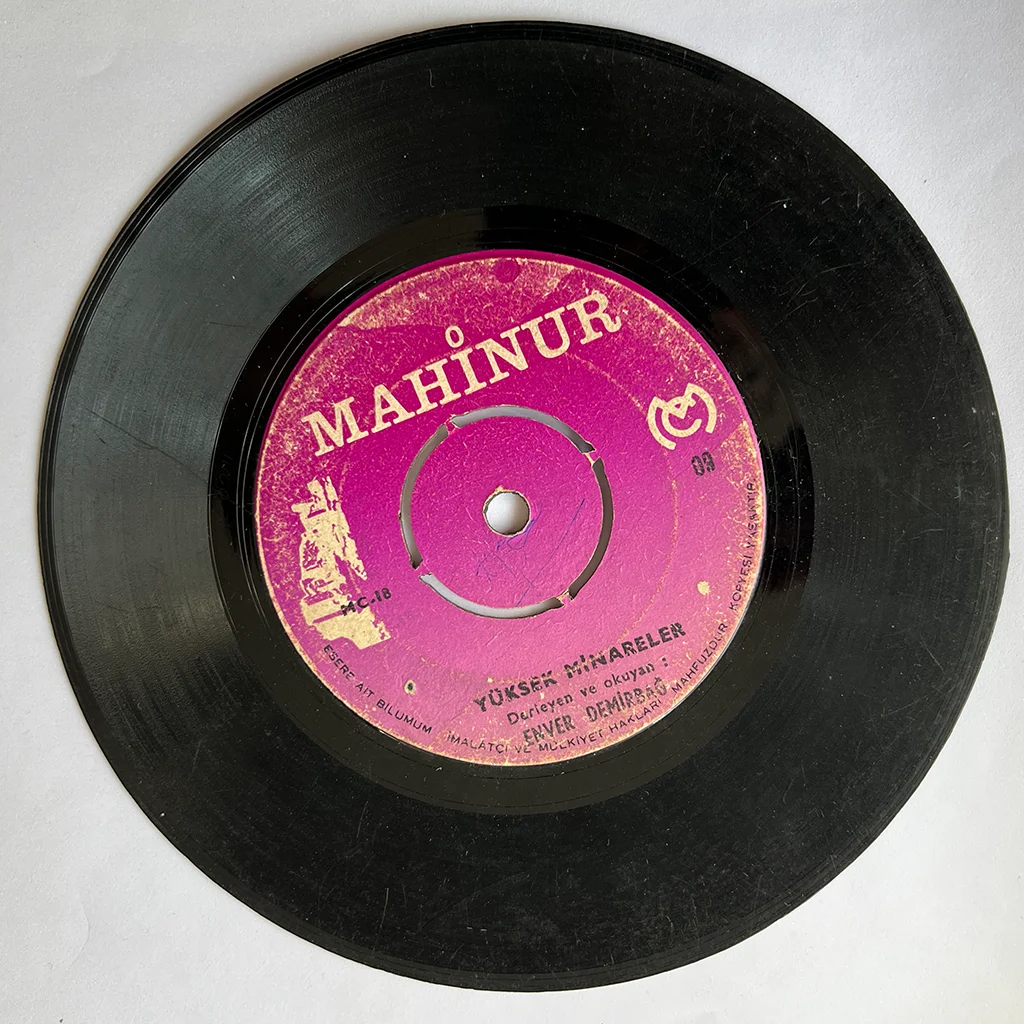 MAHİNUR
09
MC-18
YÜKSEK MİNARELER
Derleyen ve okuyan :
ENVER DEMİRBAĞ
ESERE AİT BİLUMUM İMALATÇI VE MÜLKİYET HAKLARI MAHFUZDUR KOPYESİ YASAKTIR